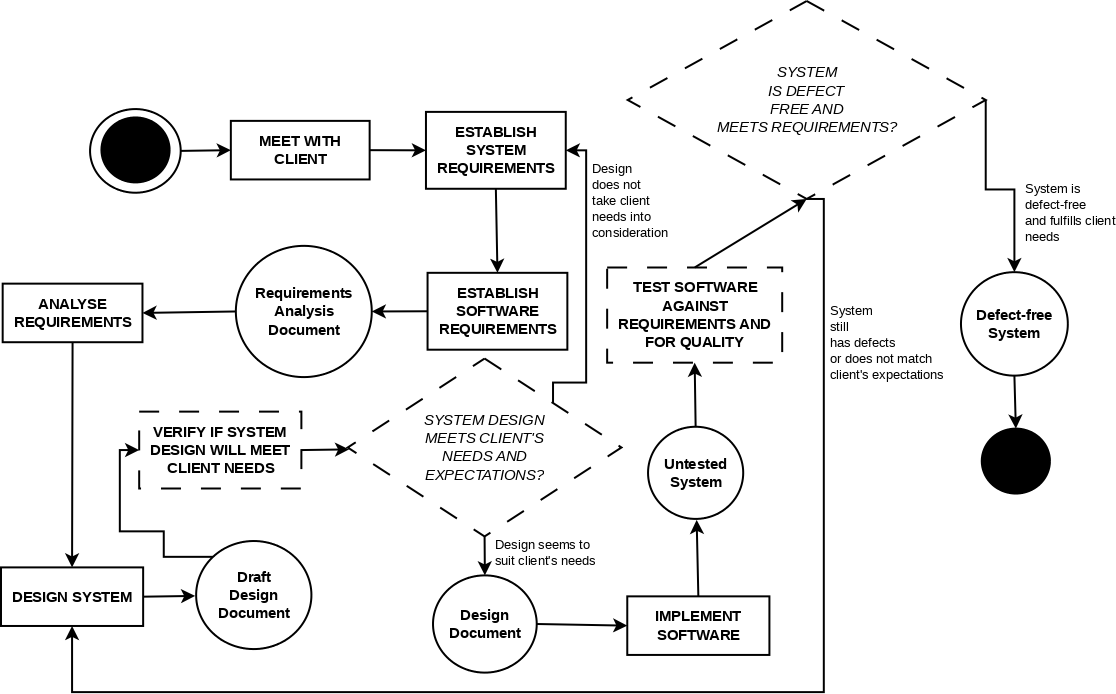 MEET WITH
CLIENT
ESTABLISH
SYSTEM
REQUIREMENTS
Design
does not
take client
needs into
consideration
SYSTEM
IS DEFECT
FREE AND
MEETS REQUIREMENTS?
System is
defect-free
and fulfills client
needs
ANALYSE
REQUIREMENTS
Requirements
Analysis
Document
ESTABLISH
SOFTWARE
REQUIREMENTS
TEST SOFTWARE
AGAINST
REQUIREMENTS AND
FOR QUALITY
System
still
has defects
or does not match
client's expectations
Defect-free
System
VERIFY IF SYSTEM
DESIGN WILL MEET
CLIENT NEEDS
SYSTEM DESIGN
MEETS CLIENT'S
NEEDS AND
EXPECTATIONS?
Untested
System
Design seems to
suit client's needs
DESIGN SYSTEM
Draft
Design
Document
Design
Document
IMPLEMENT
SOFTWARE